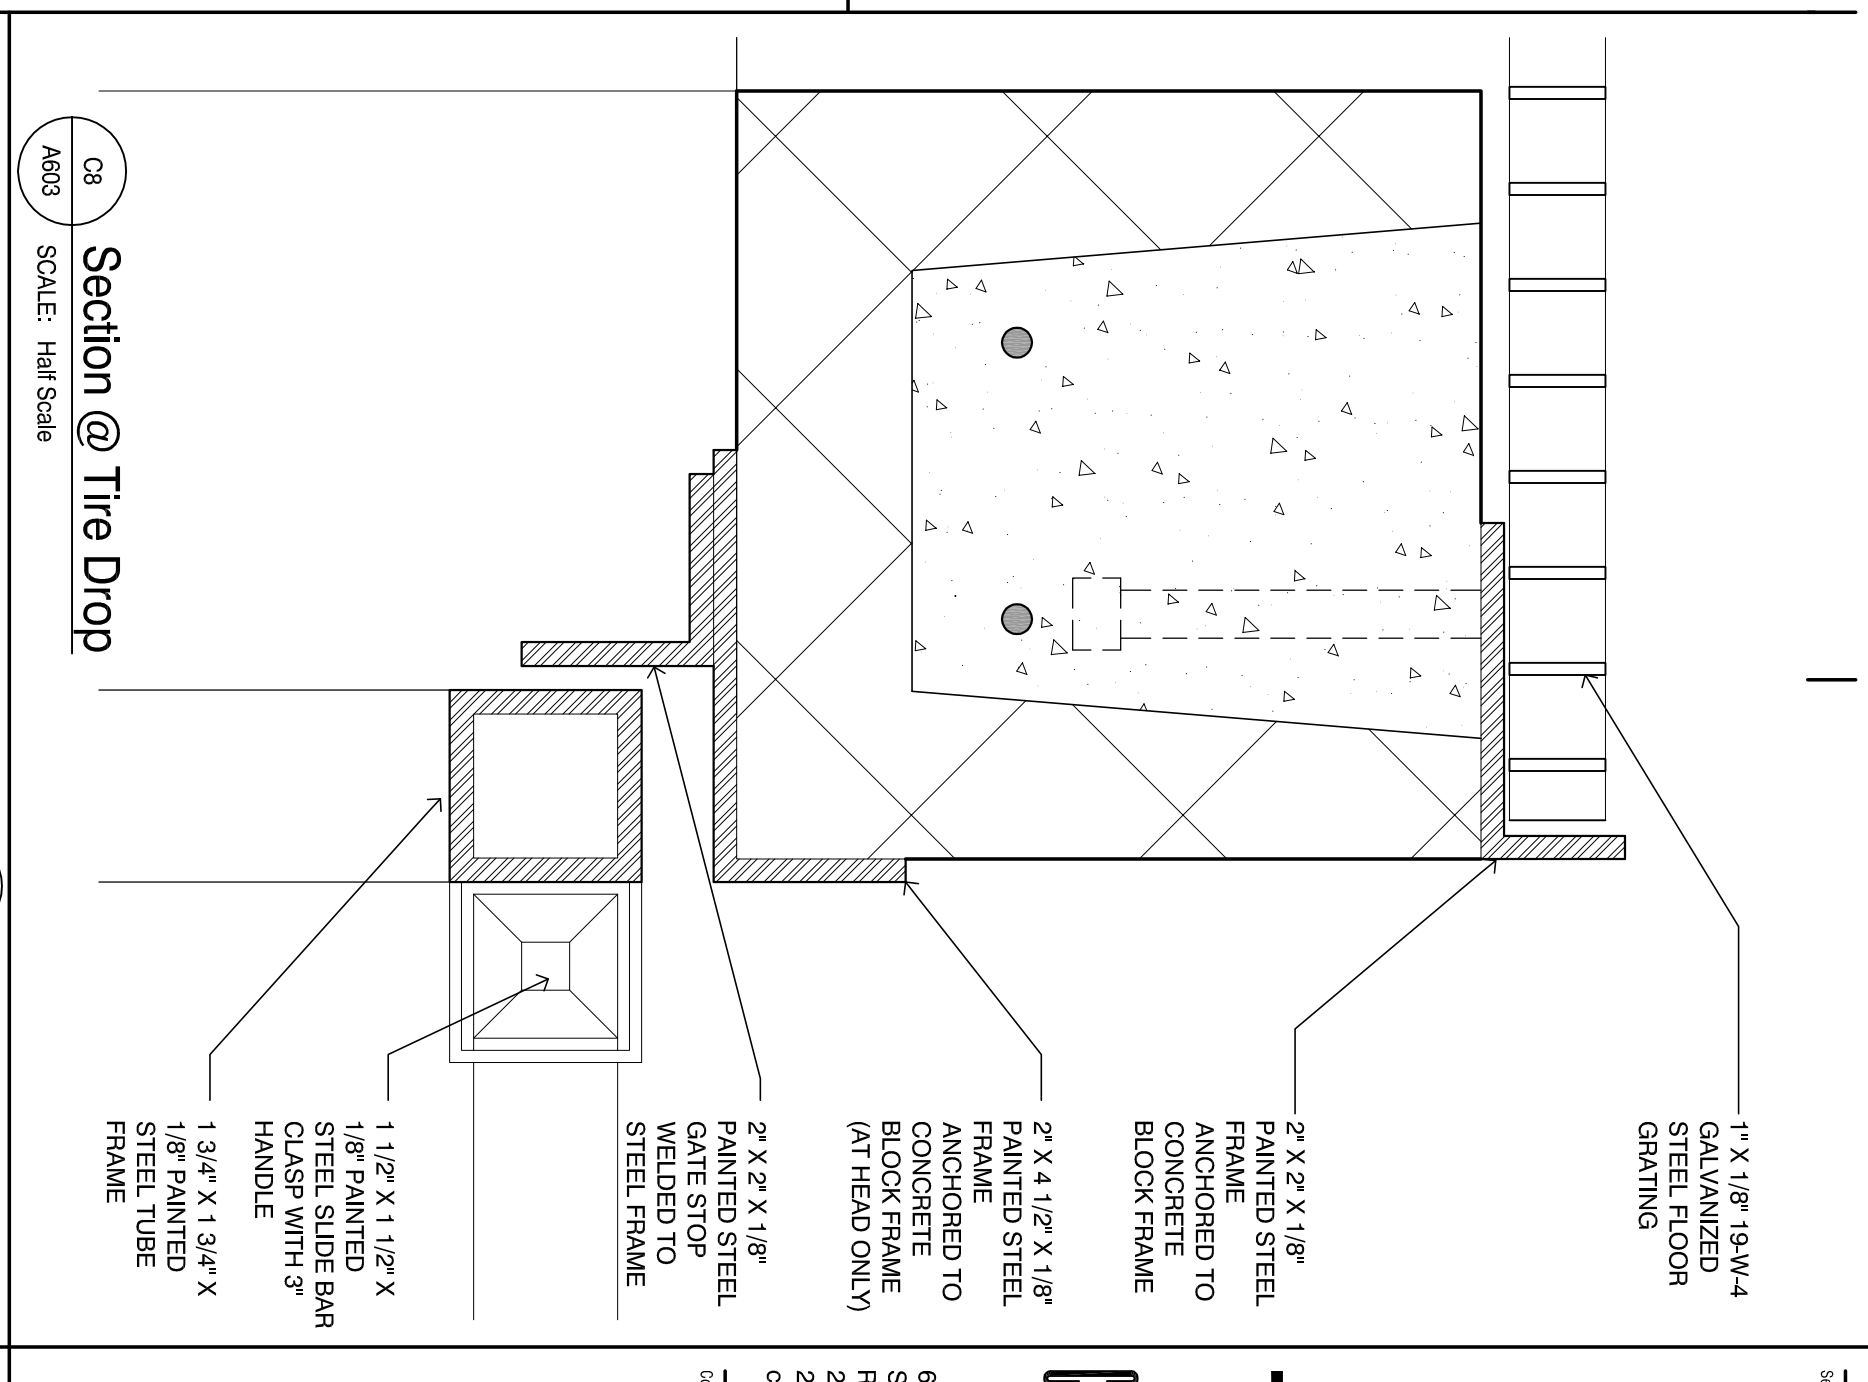 1" X 1/8" 19-W-4
GALVANIZED
STEEL FLOOR
GRATING
2" X 2" X 1/8"
PAINTED STEEL
FRAME
ANCHORED TO
CONCRETE
BLOCK FRAME
2" X 4 1/2" X 1/8"
PAINTED STEEL
FRAME
ANCHORED TO
CONCRETE
BLOCK FRAME
(AT HEAD ONLY)
2" X 2" X 1/8"
PAINTED STEEL
GATE STOP
WELDED TO
STEEL FRAME
1 1/2" X 1 1/2" X
1/8" PAINTED
STEEL SLIDE BAR
CLASP WITH 3"
HANDLE
1 3/4" X 1 3/4" X
1/8" PAINTED
STEEL TUBE
FRAME
C8
A603
Section @ Tire Drop
SCALE: Half Scale